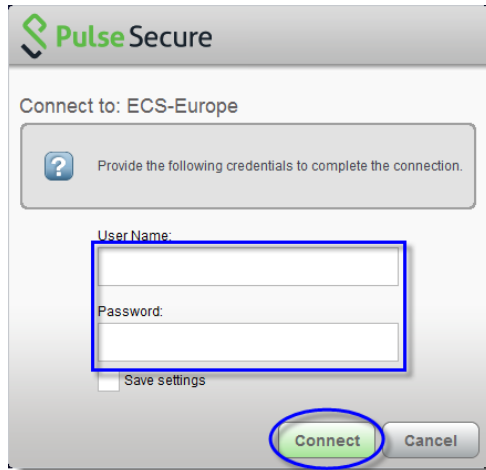 Pulse Secure
Connect to: ECS-Europe
Provide the following credentials to complete the connection.
User Name:
Password:
Save settings
Connect Cancel